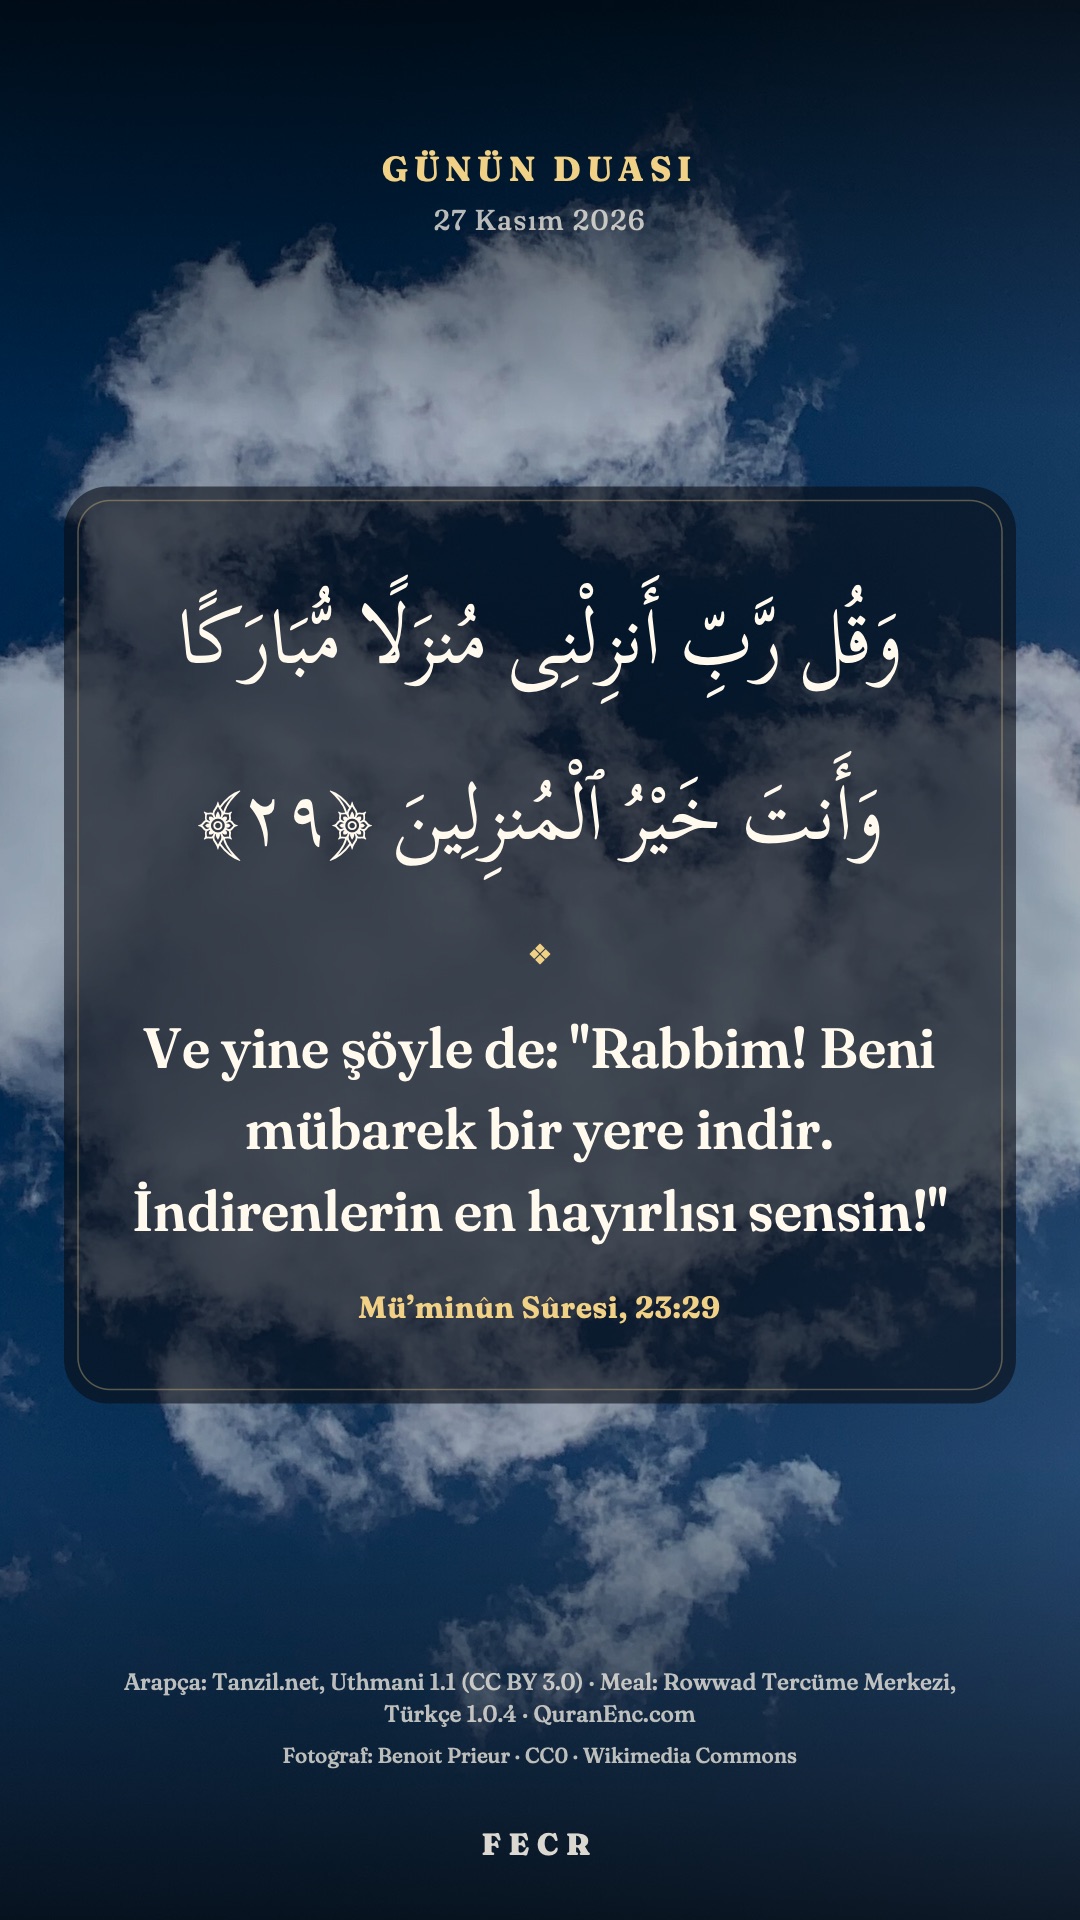 GÜNÜN DUASI
27 Kasım 2026
وَقُل رَّبِّ أَنزِلْنِى مُنزَلًا مُّبَارَكًا
وَأَنتَ خَيْرُ ٱلْمُنزِلِينَ ﴿٢٩﴾
❖
Ve yine şöyle de: "Rabbim! Beni
mübarek bir yere indir.
İndirenlerin en hayırlısı sensin!"
Mü’minûn Sûresi, 23:29
Arapça: Tanzil.net, Uthmani 1.1 (CC BY 3.0) · Meal: Rowwad Tercüme Merkezi,
Türkçe 1.0.4 · QuranEnc.com
Fotoğraf: Benoît Prieur · CC0 · Wikimedia Commons
FECR